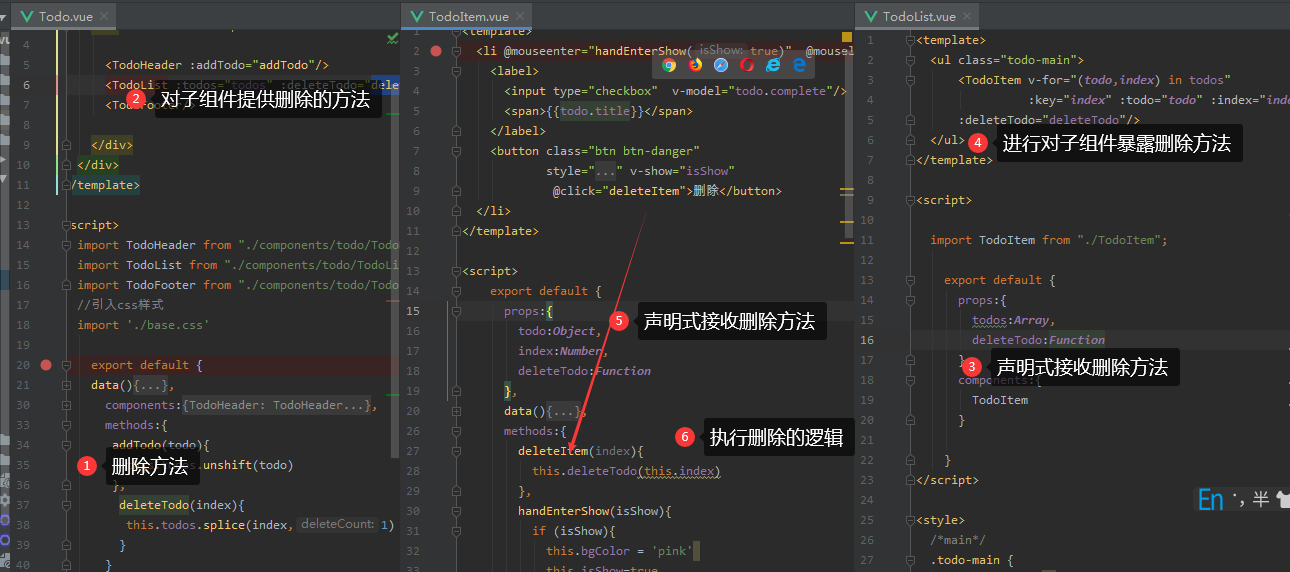 Todo.vue
4
5 <TodoHeader :addTodo="addTodo"/>
6 <TodoList :todos="todos" :deleteTodo="dele
2 对子组件提供删除的方法
7
8
9 </div>
10 </div>
11 /template>
12
13 script>
14 import TodoHeader from "./components/todo/Todo
15 import TodoList from "./components/todo/TodoLi
16 import TodoFooter from "./components/todo/Todo
17 //引入css样式
18 import './base.css'
19
20 export default {
21 data(){...},
30 components:{TodoHeader: TodoHeader...},
33 methods:{
34 addTodo(todo){
35 .unshift(todo)
1 删除方法
36 },
37 deleteTodo(index){
38 this.todos.splice(index, deleteCount: 1)
39 }
40 }
TodoItem.vue
1 <template>
2 <li @mouseenter="handEnterShow( isShow: true)" @mousel
3 <label>
4 <input type="checkbox" v-model="todo.complete"/>
5 <span>{{todo.title}}</span>
6 </label>
7 <button class="btn btn-danger"
8 style="..." v-show="isShow"
9 @click="deleteItem">删除</button>
10 </li>
11 </template>
12
13 <script>
14 export default {
15 props:{
5 声明式接收删除方法
16 todo:Object,
17 index:Number,
18 deleteTodo:Function
19 },
20 data(){...},
26 methods:{
6 执行删除的逻辑
27 deleteItem(index){
28 this.deleteTodo(this.index)
29 },
30 handEnterShow(isShow){
31 if (isShow){
32 this.bgColor = 'pink'
33 this.isShow=true
TodoList.vue
1 <template>
2 <ul class="todo-main">
3 <TodoItem v-for="(todo,index) in todos"
4 :key="index" :todo="todo" :index="inde
5 :deleteTodo="deleteTodo"/>
6 </ul>
4 进行对子组件暴露删除方法
7 </template>
8
9 <script>
10
11 import TodoItem from "./TodoItem";
12
13 export default {
14 props:{
15 todos:Array,
16 deleteTodo:Function
17 }
3 声明式接收删除方法
18 components:{
19 TodoItem
20 }
21
22 }
23 </script>
24
En 半
25 <style>
26 /*main*/
27 .todo-main {